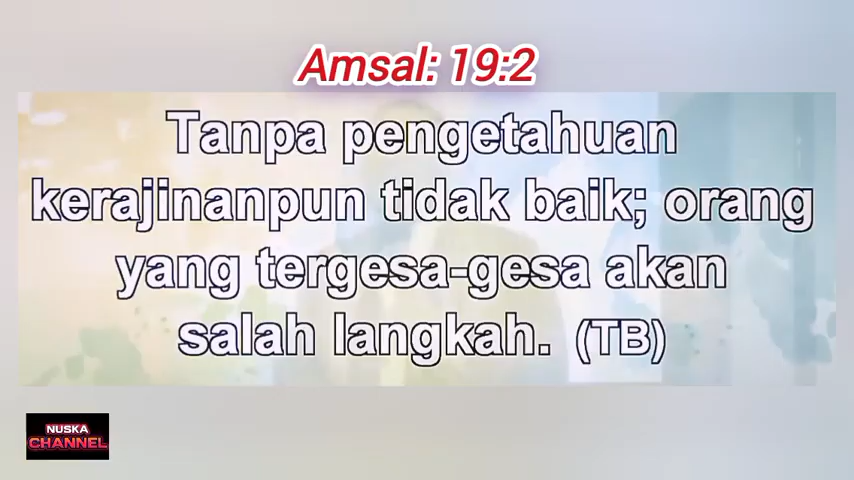 Amsal: 19:2
Tanpa pengetahuan
kerajinanpun tidak baik; orang
yang tergesa-gesa akan
salah langkah. (TB)
NUSKA
CHANNEL